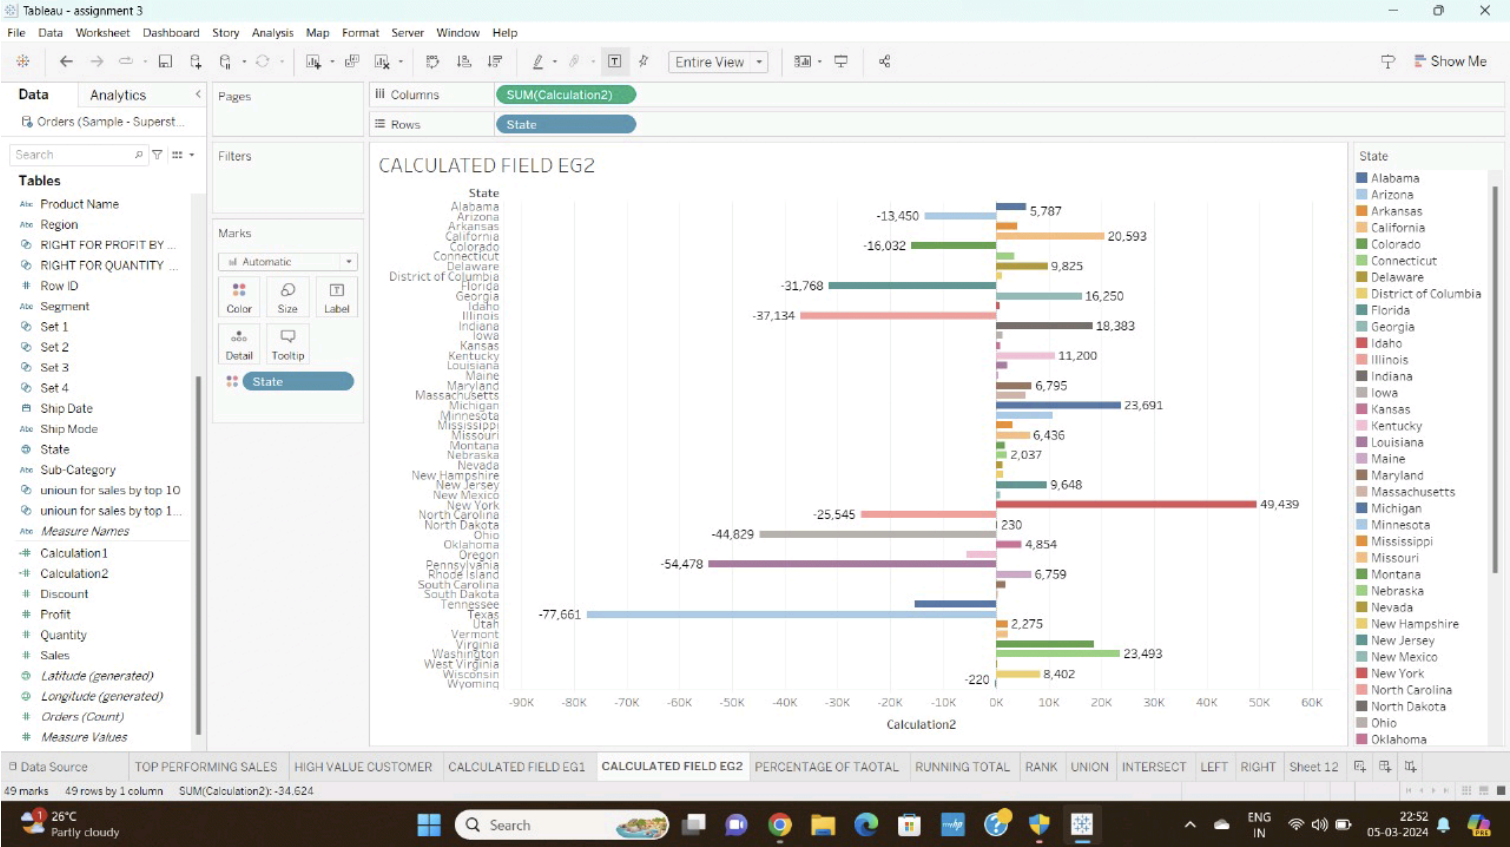 Tableau - assignment 3
File Data Worksheet Dashboard Story Analysis Map Format Server Window Help
Entire View
Show Me
Data Analytics
Orders (Sample - Superst...
Search
Tables
Abc Product Name
Abc Region
RIGHT FOR PROFIT BY ...
RIGHT FOR QUANTITY ...
# Row ID
Abc Segment
Set 1
Set 2
Set 3
Set 4
Ship Date
Abc Ship Mode
State
Abc Sub-Category
unioun for sales by top 10
unioun for sales by top 1...
Abc Measure Names
=# Calculation1
=# Calculation2
# Discount
# Profit
# Quantity
# Sales
Latitude (generated)
Longitude (generated)
# Orders (Count)
# Measure Values
Pages
Filters
Marks
Automatic
Color Size Label
Detail Tooltip
State
Columns SUM(Calculation2)
Rows State
CALCULATED FIELD EG2
State
Alabama 5,787
Arizona -13,450
Arkansas
California 20,593
Colorado -16,032
Connecticut
Delaware 9,825
District of Columbia
Florida -31,768
Georgia 16,250
Idaho
Illinois -37,134
Indiana 18,383
Iowa
Kansas
Kentucky 11,200
Louisiana
Maine
Maryland 6,795
Massachusetts
Michigan 23,691
Minnesota
Mississippi
Missouri 6,436
Montana
Nebraska 2,037
Nevada
New Hampshire
New Jersey 9,648
New Mexico
New York 49,439
North Carolina -25,545
North Dakota 230
Ohio -44,829
Oklahoma 4,854
Oregon
Pennsylvania -54,478
Rhode Island 6,759
South Carolina
South Dakota
Tennessee
Texas -77,661
Utah 2,275
Vermont
Virginia
Washington 23,493
West Virginia
Wisconsin 8,402
Wyoming -220
-90K -80K -70K -60K -50K -40K -30K -20K -10K 0K 10K 20K 30K 40K 50K 60K
Calculation2
State
Alabama
Arizona
Arkansas
California
Colorado
Connecticut
Delaware
District of Columbia
Florida
Georgia
Idaho
Illinois
Indiana
Iowa
Kansas
Kentucky
Louisiana
Maine
Maryland
Massachusetts
Michigan
Minnesota
Mississippi
Missouri
Montana
Nebraska
Nevada
New Hampshire
New Jersey
New Mexico
New York
North Carolina
North Dakota
Ohio
Oklahoma
Data Source TOP PERFORMING SALES HIGH VALUE CUSTOMER CALCULATED FIELD EG1 CALCULATED FIELD EG2 PERCENTAGE OF TAOTAL RUNNING TOTAL RANK UNION INTERSECT LEFT RIGHT Sheet 12
49 marks 49 rows by 1 column SUM(Calculation2): -34,624
1 26°C
Partly cloudy
Search
myhp
ENG
IN
22:52
05-03-2024
PRE